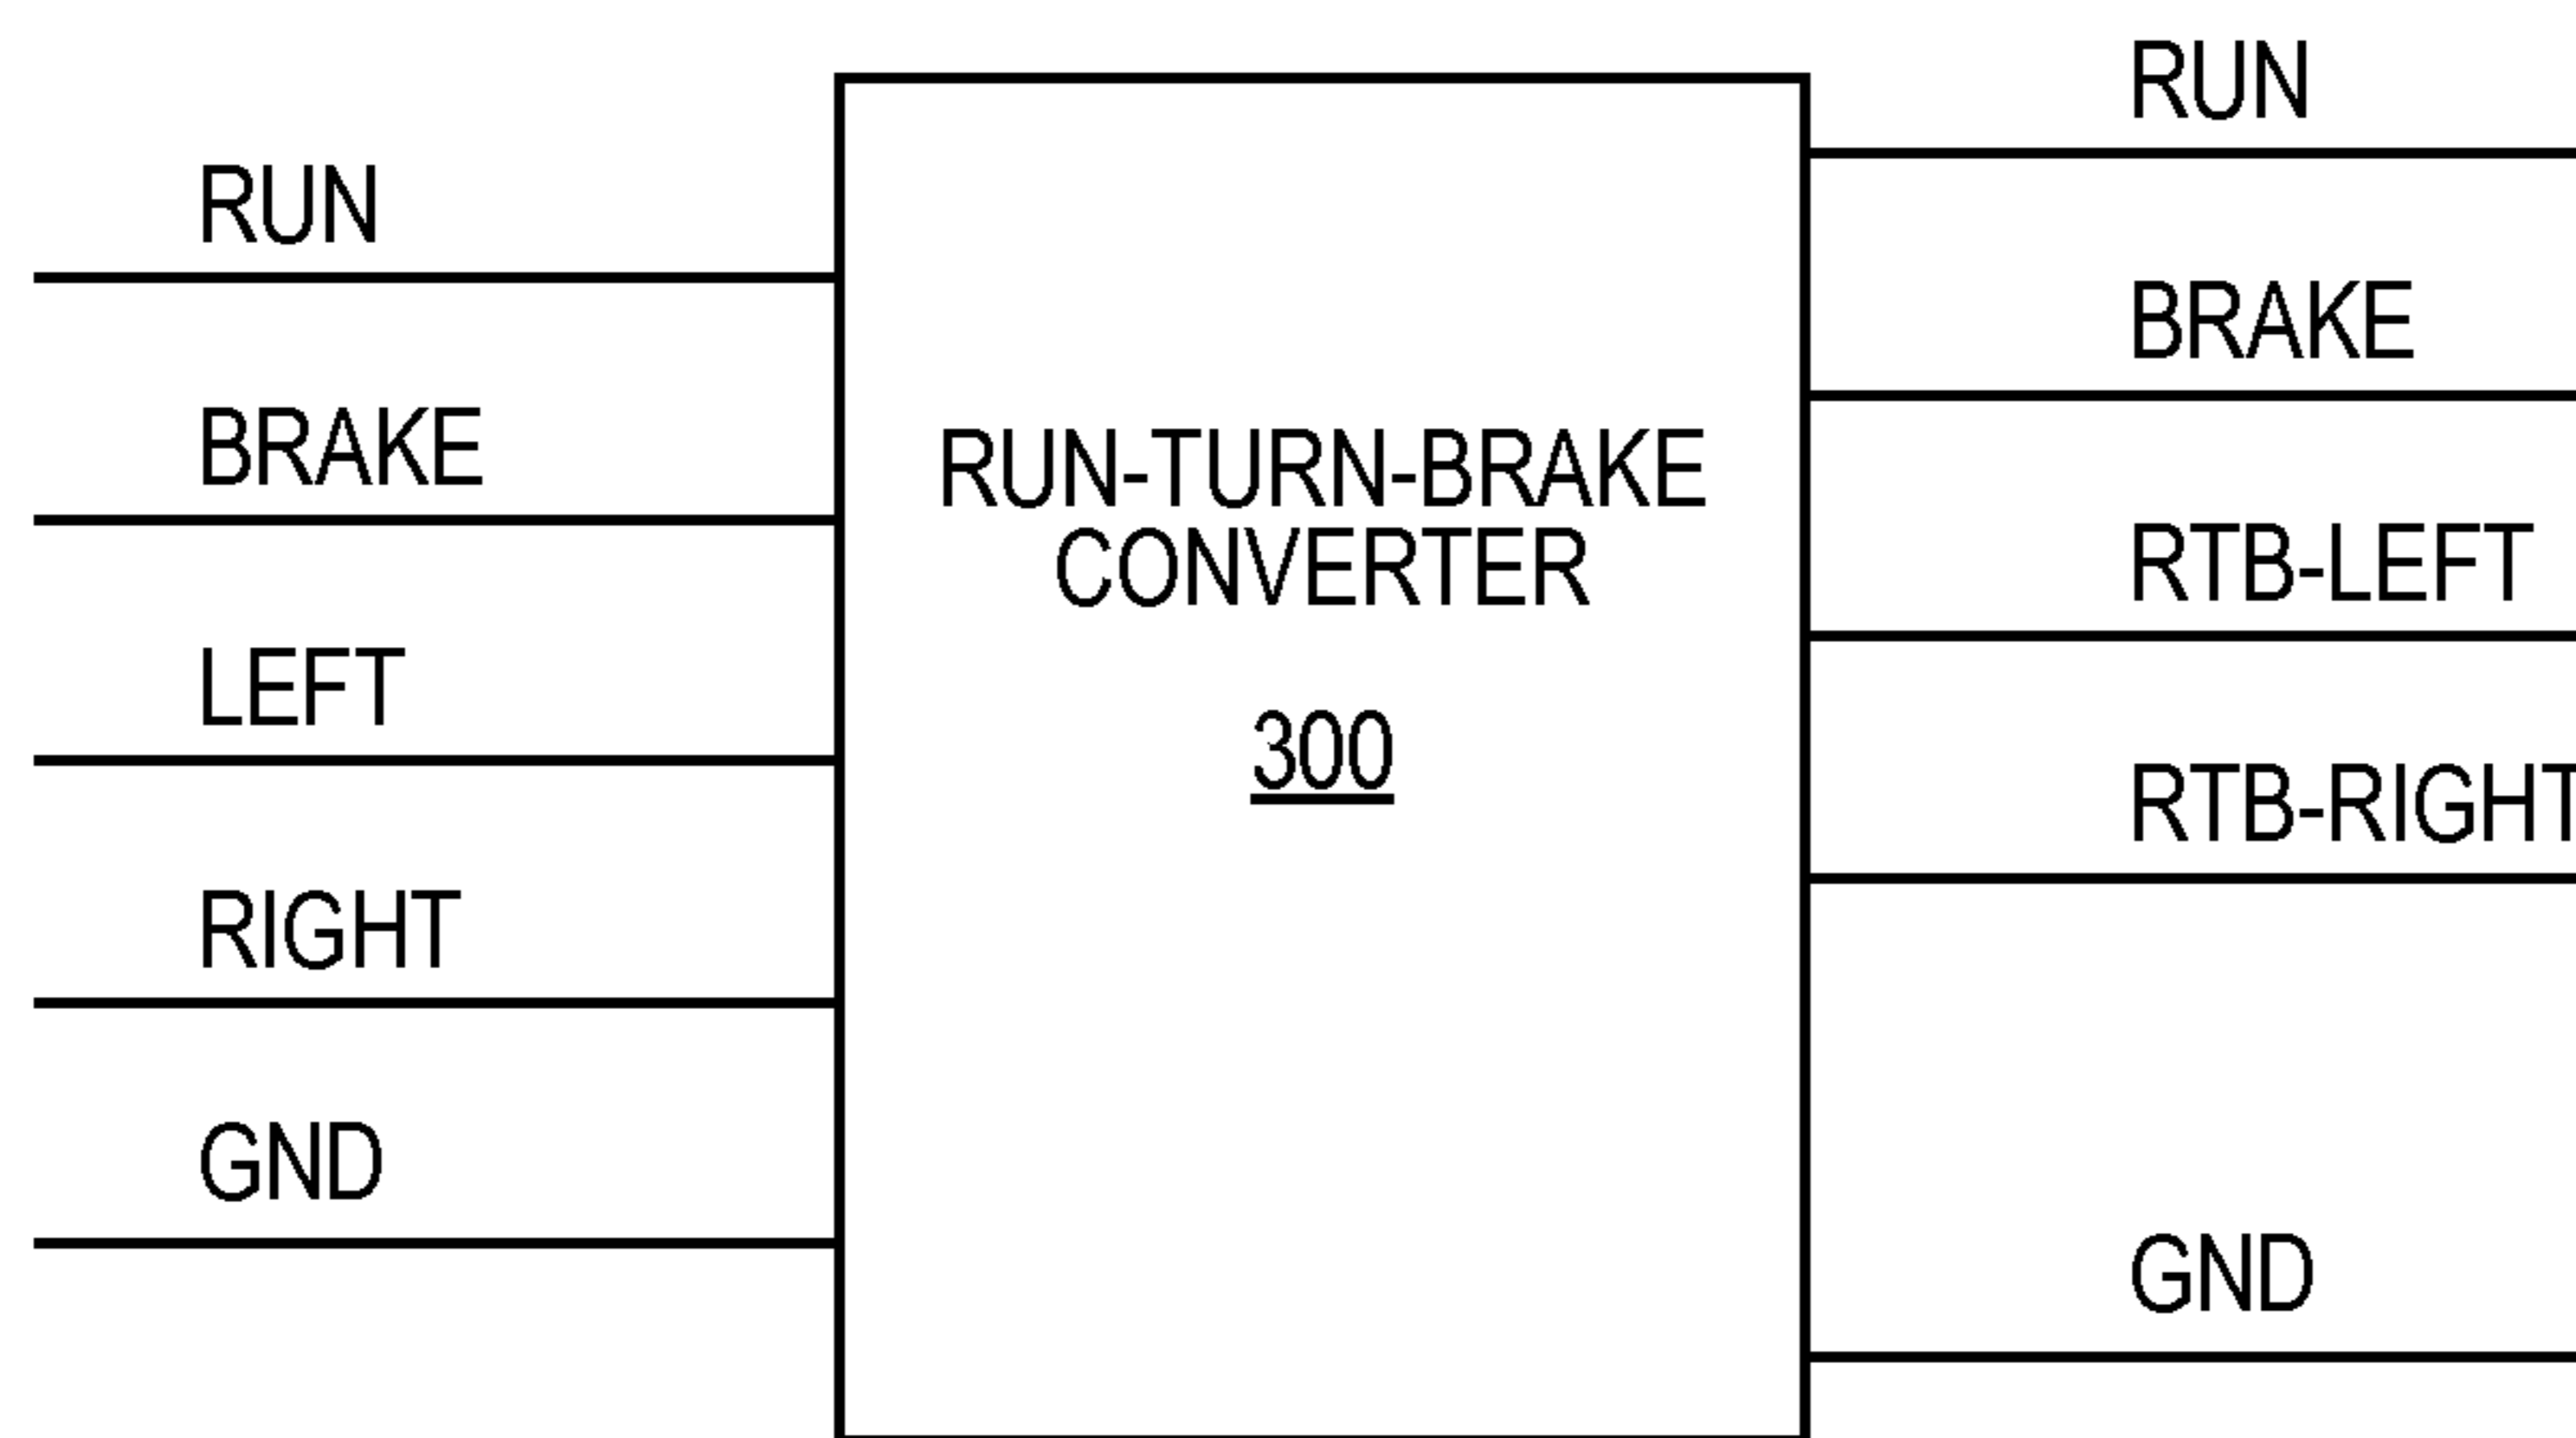 RUN
BRAKE
LEFT
RIGHT
GND
RUN-TURN-BRAKE
CONVERTER
300
RUN
BRAKE
RTB-LEFT
RTB-RIGHT
GND